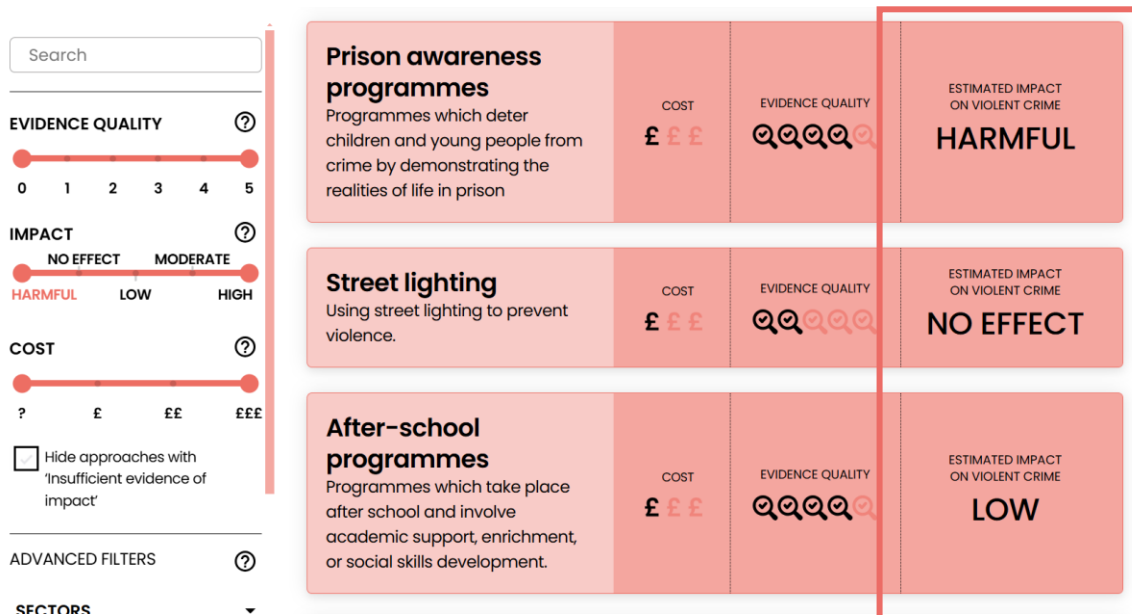 Search
EVIDENCE QUALITY
0 1 2 3 4 5
IMPACT
NO EFFECT MODERATE
HARMFUL LOW HIGH
COST
? £ ££ £££
Hide approaches with
'Insufficient evidence of
impact'
ADVANCED FILTERS
SECTORS
Prison awareness
programmes
Programmes which deter
children and young people from
crime by demonstrating the
realities of life in prison
COST
£ £ £
EVIDENCE QUALITY
ESTIMATED IMPACT
ON VIOLENT CRIME
HARMFUL
Street lighting
Using street lighting to prevent
violence.
COST
£ £ £
EVIDENCE QUALITY
ESTIMATED IMPACT
ON VIOLENT CRIME
NO EFFECT
After-school
programmes
Programmes which take place
after school and involve
academic support, enrichment,
or social skills development.
COST
£ £ £
EVIDENCE QUALITY
ESTIMATED IMPACT
ON VIOLENT CRIME
LOW